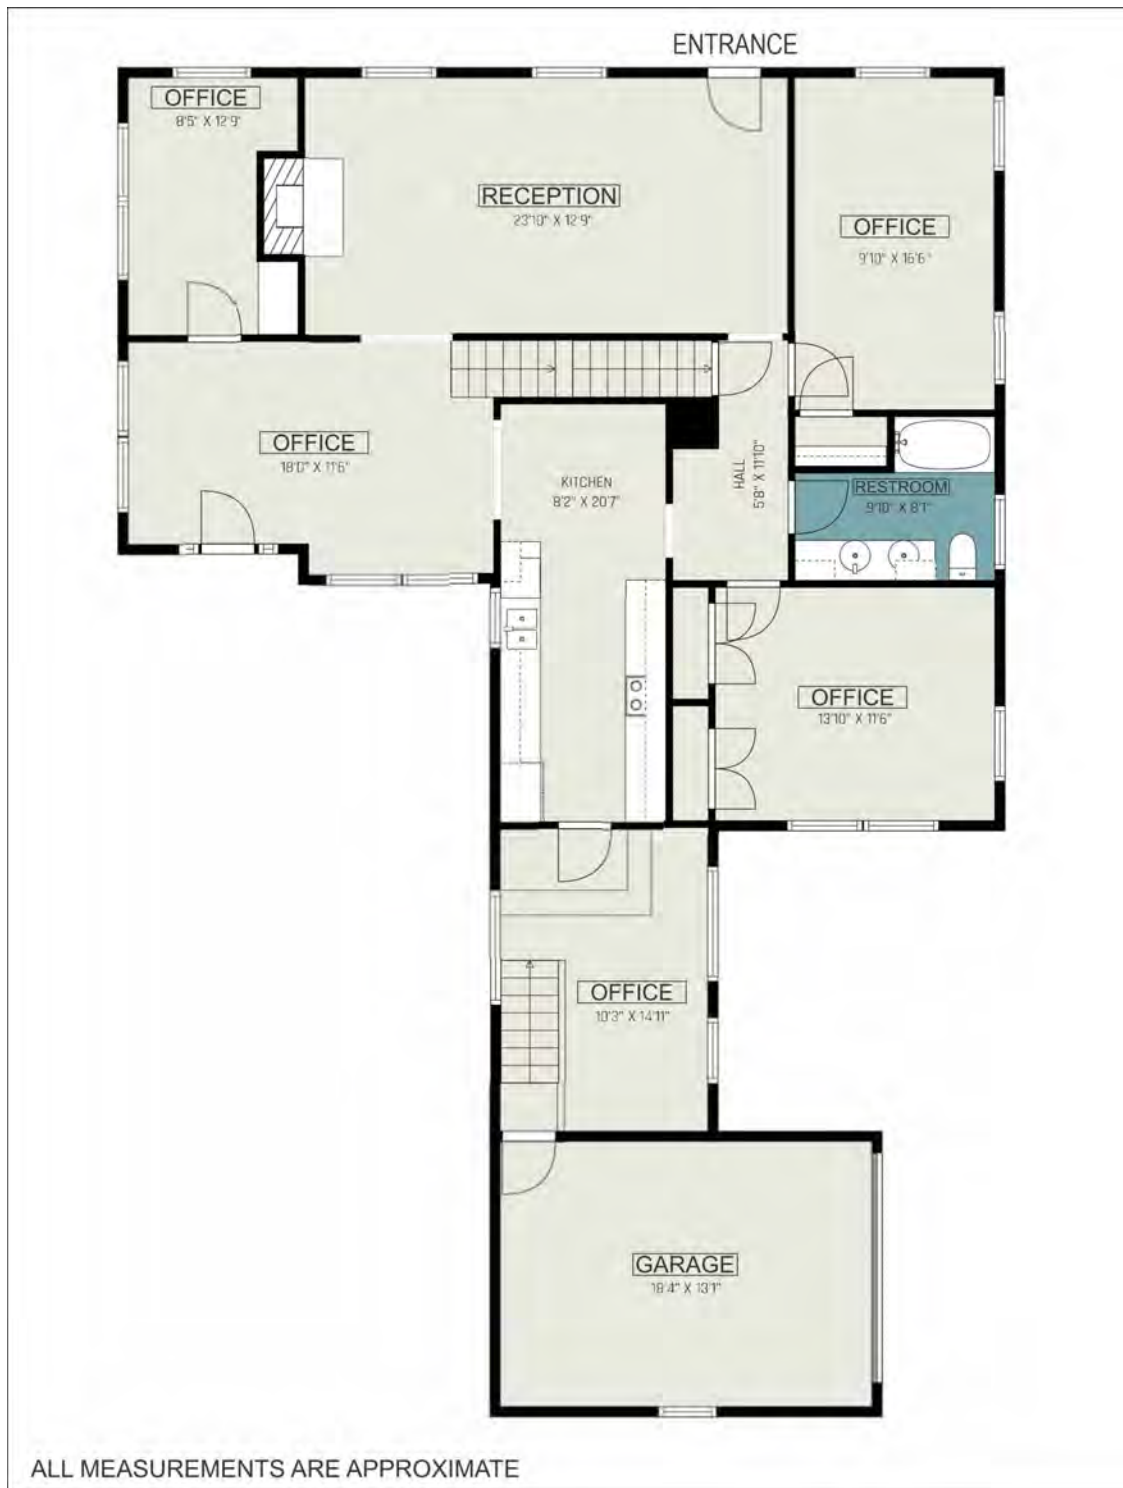 ENTRANCE
OFFICE
8'5" X 12'9"
RECEPTION
23'10" X 12'9"
OFFICE
9'10" X 16'6"
OFFICE
18'0" X 11'6"
KITCHEN
8'2" X 20'7"
HALL
5'8" X 11'10"
RESTROOM
9'10" X 8'1"
OFFICE
13'10" X 11'6"
OFFICE
10'3" X 14'11"
GARAGE
18'4" X 13'1"
ALL MEASUREMENTS ARE APPROXIMATE